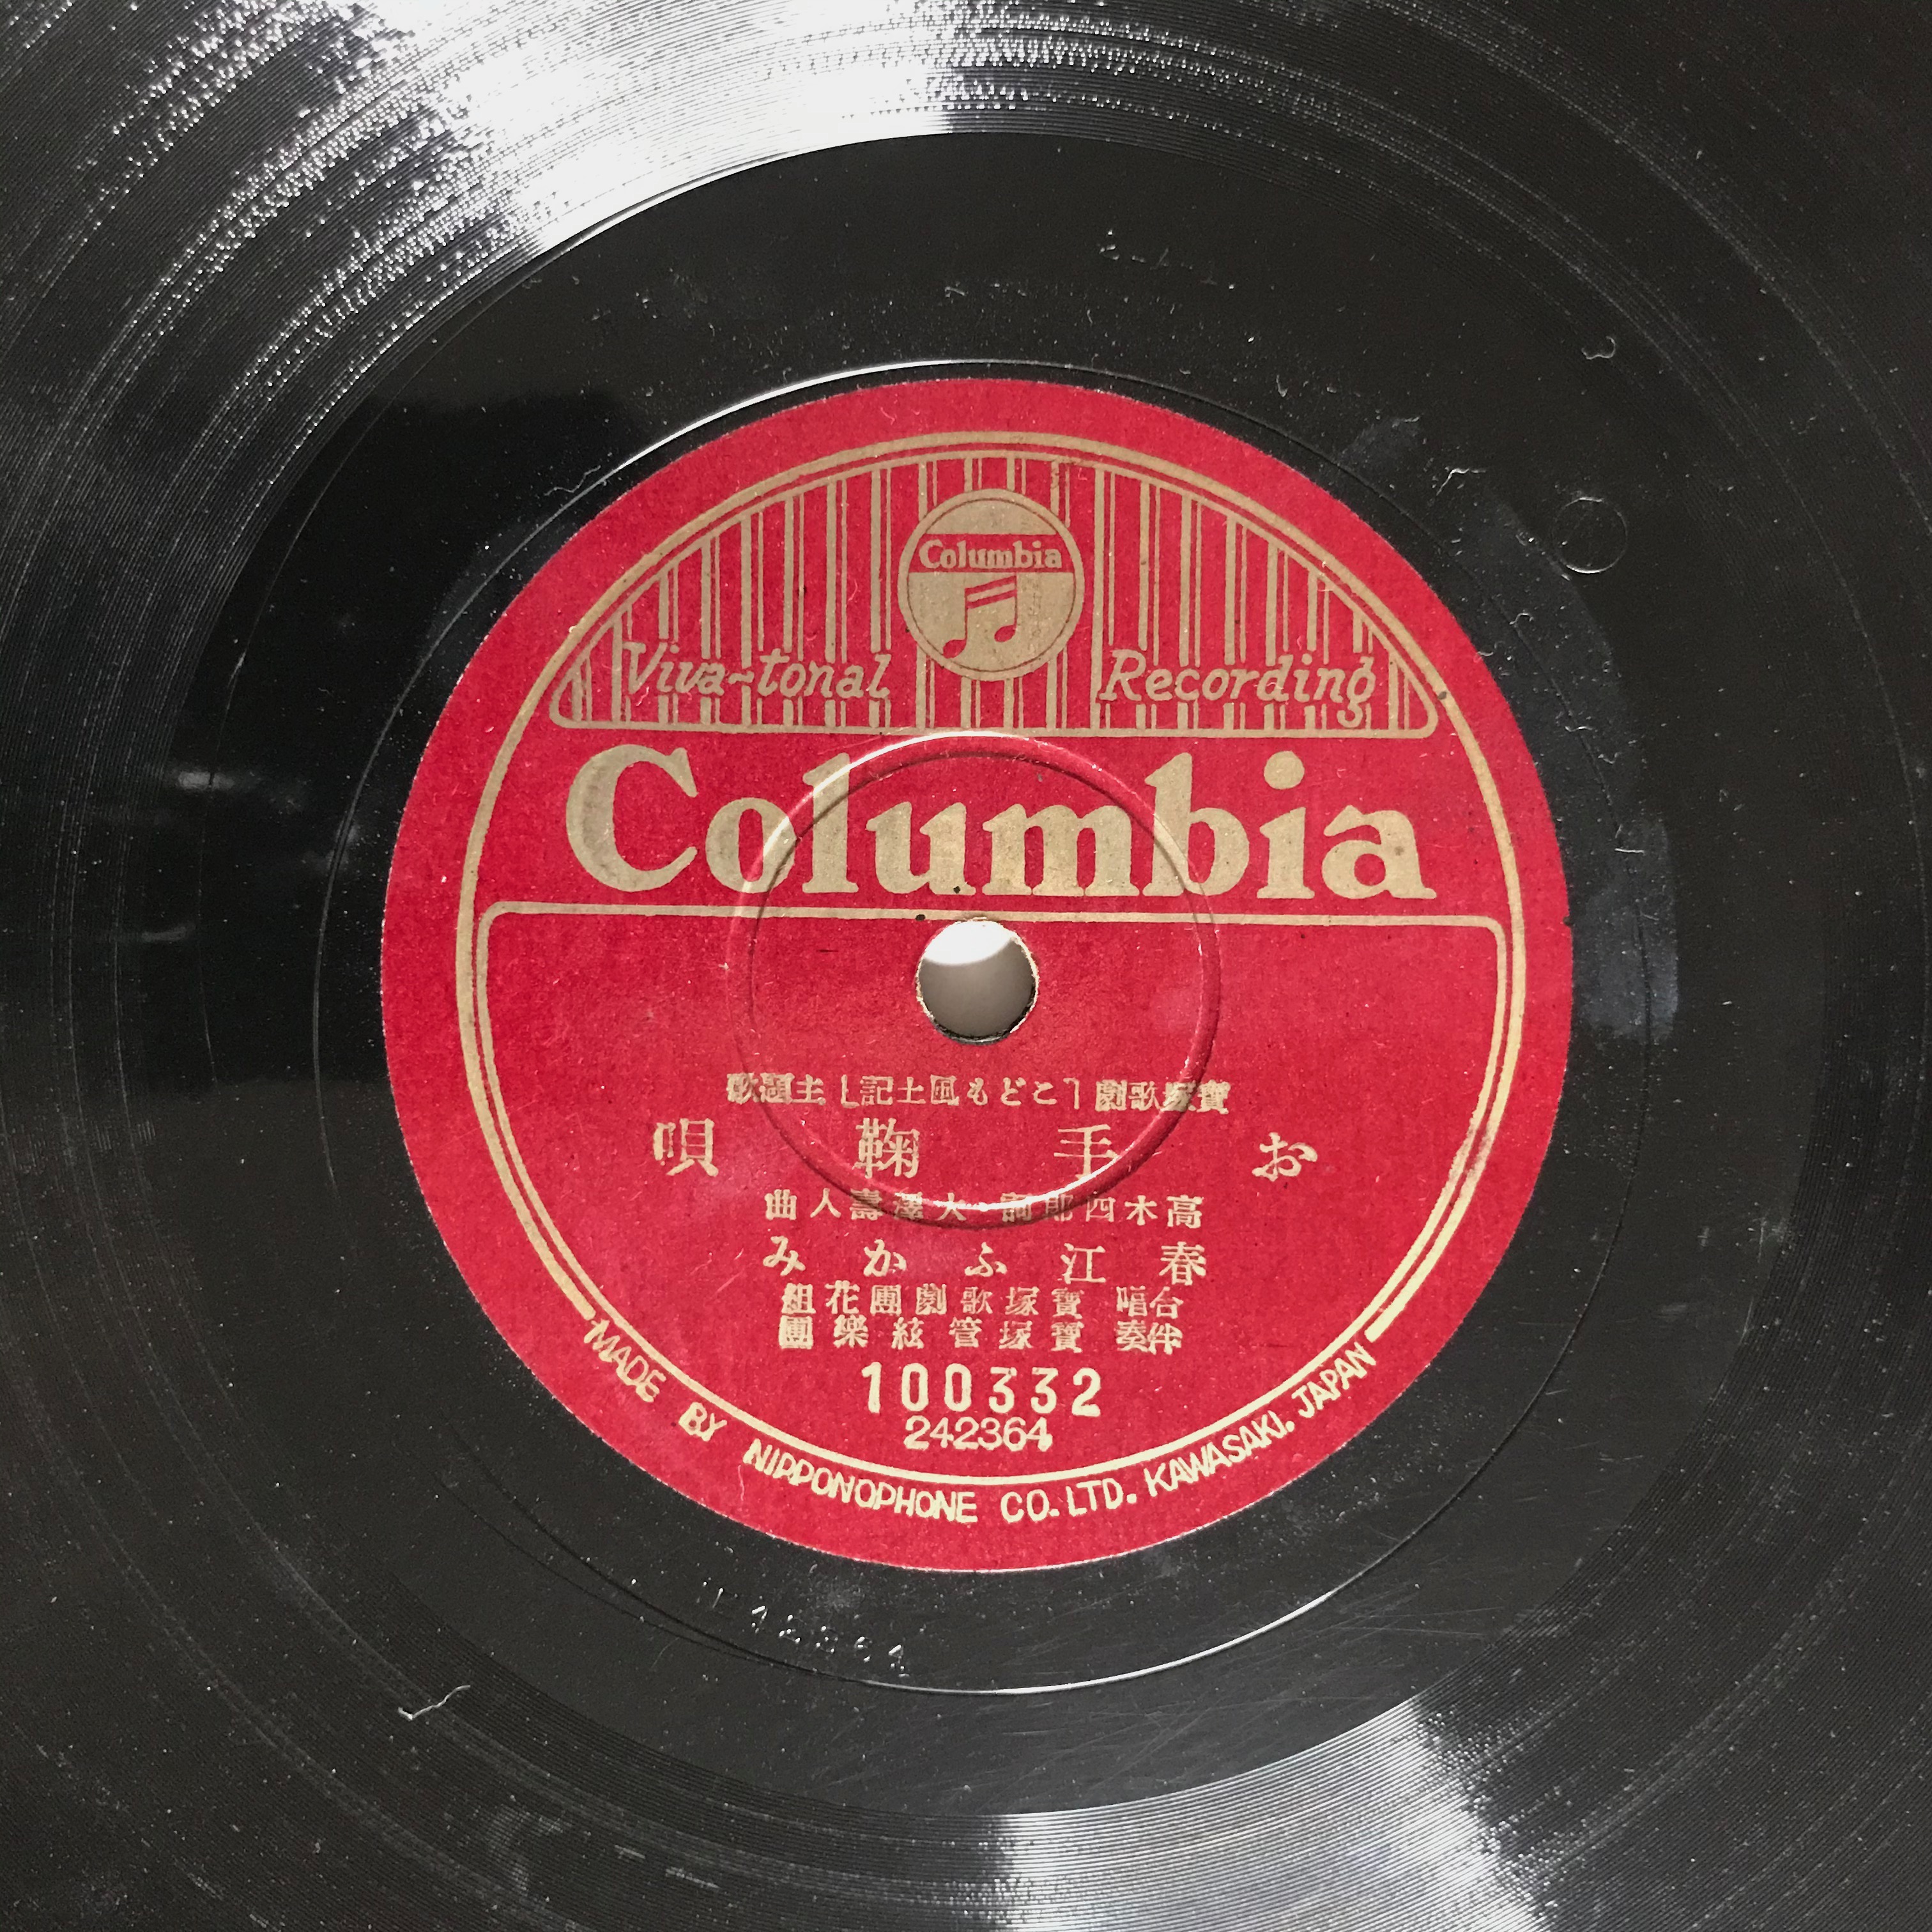 Columbia
Viva-tonal Recording
Columbia
寶塚歌劇「こども風土記」主題歌
お手鞠唄
高木四郎詞・大澤壽人曲
春江ふかみ
合唱 寶塚歌劇團花組
伴奏 寶塚管絃樂團
100332
242364
MADE BY NIPPONOPHONE CO. LTD. KAWASAKI. JAPAN